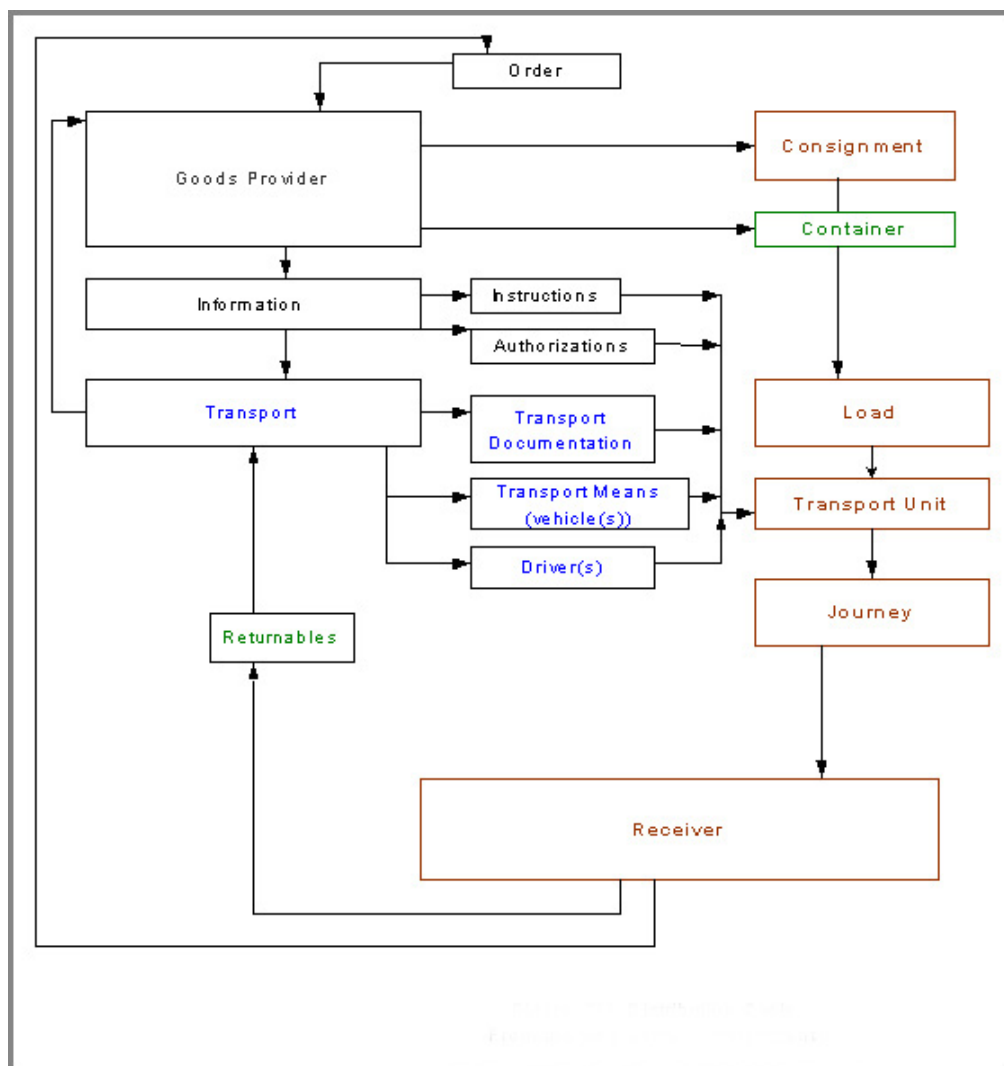 Order
Goods Provider
Consignment
Container
Information
Instructions
Authorizations
Transport
Transport
Documentation
Load
Transport Means
(vehicle(s))
Transport Unit
Driver(s)
Journey
Returnables
Receiver